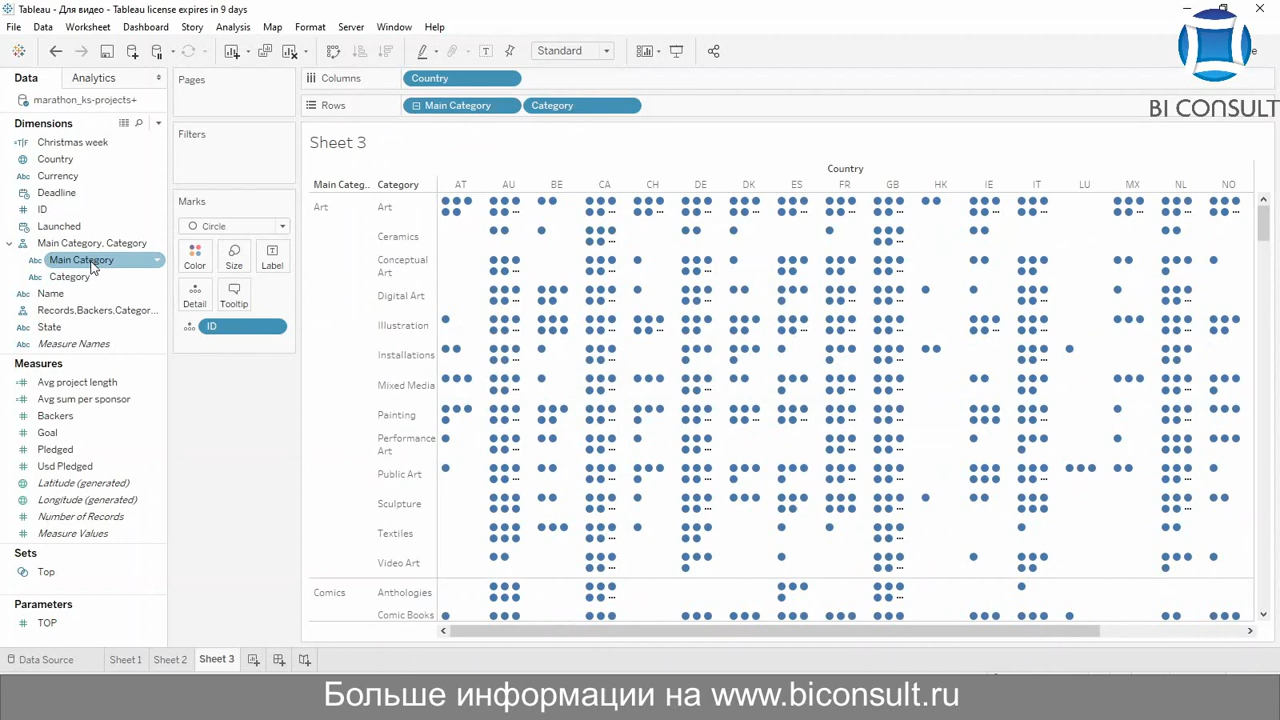 Tableau - Для видео - Tableau license expires in 9 days
File Data Worksheet Dashboard Story Analysis Map Format Server Window Help
Standard
BI CONSULT
Data Analytics
marathon_ks-projects+
Dimensions
Christmas week
Country
Currency
Deadline
ID
Launched
Main Category, Category
Main Category
Category
Name
Records.Backers.Categor...
State
Measure Names
Measures
Avg project length
Avg sum per sponsor
Backers
Goal
Pledged
Usd Pledged
Latitude (generated)
Longitude (generated)
Number of Records
Measure Values
Sets
Top
Parameters
TOP
Pages
Filters
Marks
Circle
Color Size Label
Detail Tooltip
ID
Columns Country
Rows Main Category Category
Sheet 3
Country
Main Categ.. Category AT AU BE CA CH DE DK ES FR GB HK IE IT LU MX NL NO
Art Art
Ceramics
Conceptual
Art
Digital Art
Illustration
Installations
Mixed Media
Painting
Performance
Art
Public Art
Sculpture
Textiles
Video Art
Comics Anthologies
Comic Books
Data Source Sheet 1 Sheet 2 Sheet 3
Больше информации на www.biconsult.ru